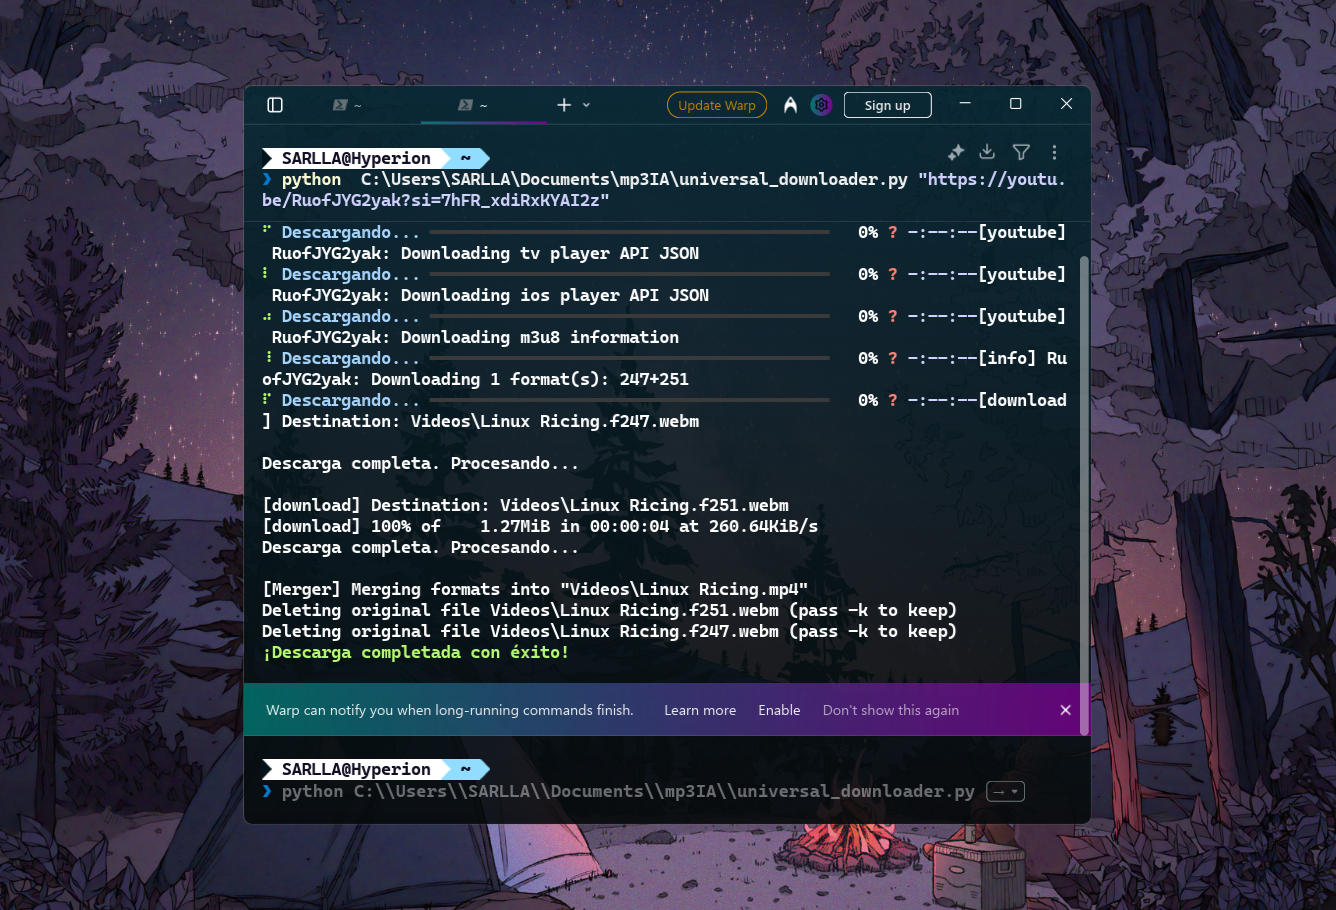 ~
~
Update Warp
Sign up
SARLLA@Hyperion ~
❯ python  C:\Users\SARLLA\Documents\mp3IA\universal_downloader.py "https://youtu.
be/RuofJYG2yak?si=7hFR_xdiRxKYAI2z"
⠋ Descargando... 0% ? -:--:--[youtube]
RuofJYG2yak: Downloading tv player API JSON
⠇ Descargando... 0% ? -:--:--[youtube]
RuofJYG2yak: Downloading ios player API JSON
⠴ Descargando... 0% ? -:--:--[youtube]
RuofJYG2yak: Downloading m3u8 information
⠸ Descargando... 0% ? -:--:--[info] Ru
ofJYG2yak: Downloading 1 format(s): 247+251
⠏ Descargando... 0% ? -:--:--[download
] Destination: Videos\Linux Ricing.f247.webm
Descarga completa. Procesando...
[download] Destination: Videos\Linux Ricing.f251.webm
[download] 100% of    1.27MiB in 00:00:04 at 260.64KiB/s
Descarga completa. Procesando...
[Merger] Merging formats into "Videos\Linux Ricing.mp4"
Deleting original file Videos\Linux Ricing.f251.webm (pass -k to keep)
Deleting original file Videos\Linux Ricing.f247.webm (pass -k to keep)
¡Descarga completada con éxito!
Warp can notify you when long-running commands finish. Learn more Enable Don't show this again
SARLLA@Hyperion ~
❯ python C:\\Users\\SARLLA\\Documents\\mp3IA\\universal_downloader.py